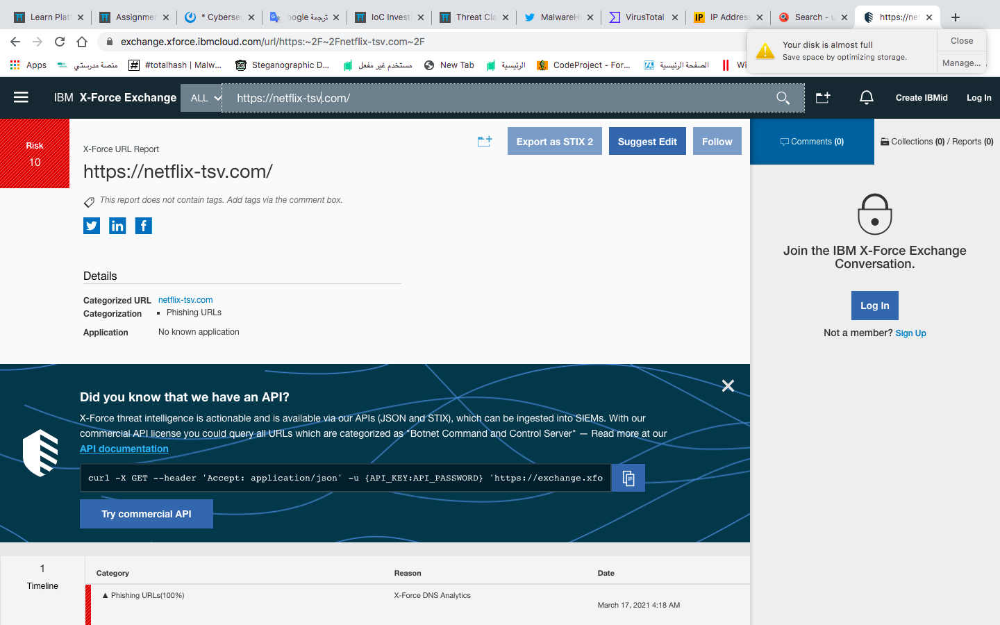 Learn Platf
Assignmen
* Cyberse
ترجمة oogle
IoC Investi
Threat Cla
MalwareHu
VirusTotal
IP Address
Search - u
https://net
exchange.xforce.ibmcloud.com/url/https:~2F~2Fnetflix-tsv.com~2F
Your disk is almost full
Save space by optimizing storage.
Close
Manage...
Apps
منصة مدرستي
#totalhash | Malw...
Steganographic D...
مستخدم غير مفعل
New Tab
الرئيسية
CodeProject - For...
الصفحة الرئيسية
Wi
IBM X-Force Exchange
ALL
https://netflix-tsv.com/
Create IBMid
Log In
Risk
10
X-Force URL Report
https://netflix-tsv.com/
This report does not contain tags. Add tags via the comment box.
Export as STIX 2
Suggest Edit
Follow
Comments (0)
Collections (0) / Reports (0)
Join the IBM X-Force Exchange
Conversation.
Log In
Not a member? Sign Up
Details
Categorized URL netflix-tsv.com
Categorization ▪ Phishing URLs
Application No known application
Did you know that we have an API?
X-Force threat intelligence is actionable and is available via our APIs (JSON and STIX), which can be ingested into SIEMs. With our
commercial API license you could query all URLs which are categorized as "Botnet Command and Control Server" — Read more at our
API documentation
curl -X GET --header 'Accept: application/json' -u {API_KEY:API_PASSWORD} 'https://exchange.xfo
Try commercial API
1
Timeline
Category Reason Date
▲ Phishing URLs(100%) X-Force DNS Analytics
March 17, 2021 4:18 AM